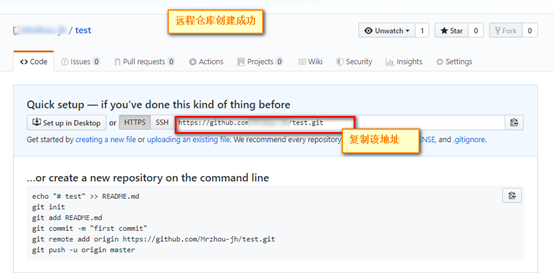 远程仓库创建成功
/ test
Unwatch 1 Star 0 Fork 0
Code Issues 0 Pull requests 0 Actions Projects 0 Wiki Security Insights Settings
Quick setup — if you've done this kind of thing before
Set up in Desktop or HTTPS SSH https://github.com /test.git
复制该地址
Get started by creating a new file or uploading an existing file. We recommend every repository ENSE, and .gitignore.
...or create a new repository on the command line
echo "# test" >> README.md
git init
git add README.md
git commit -m "first commit"
git remote add origin https://github.com/Mrzhou-jh/test.git
git push -u origin master